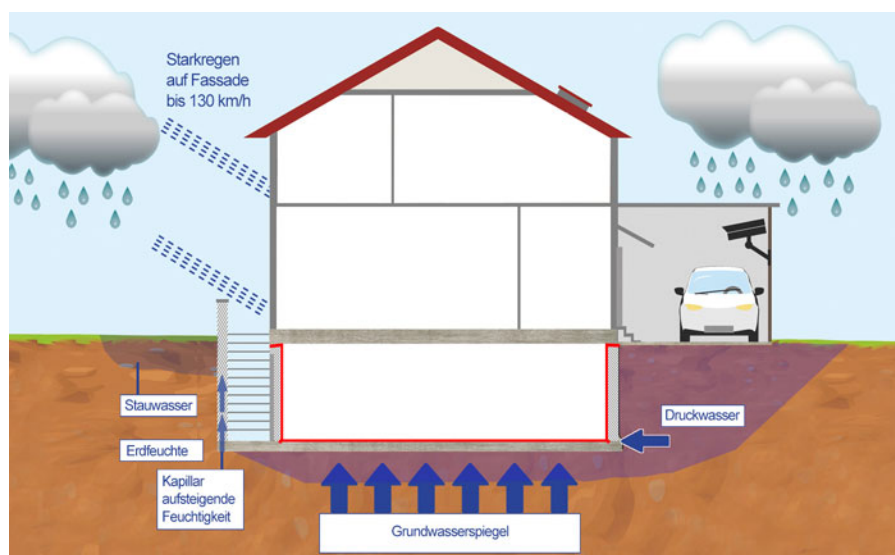 Starkregen
auf Fassade
bis 130 km/h
Stauwasser
Druckwasser
Erdfeuchte
Kapillar
aufsteigende
Feuchtigkeit
Grundwasserspiegel